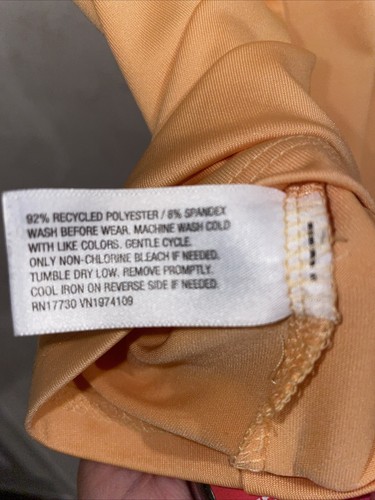 92% RECYCLED POLYESTER / 8% SPANDEX
WASH BEFORE WEAR. MACHINE WASH COLD
WITH LIKE COLORS. GENTLE CYCLE.
ONLY NON-CHLORINE BLEACH IF NEEDED.
TUMBLE DRY LOW. REMOVE PROMPTLY.
COOL IRON ON REVERSE SIDE IF NEEDED.
RN17730 VN1974109